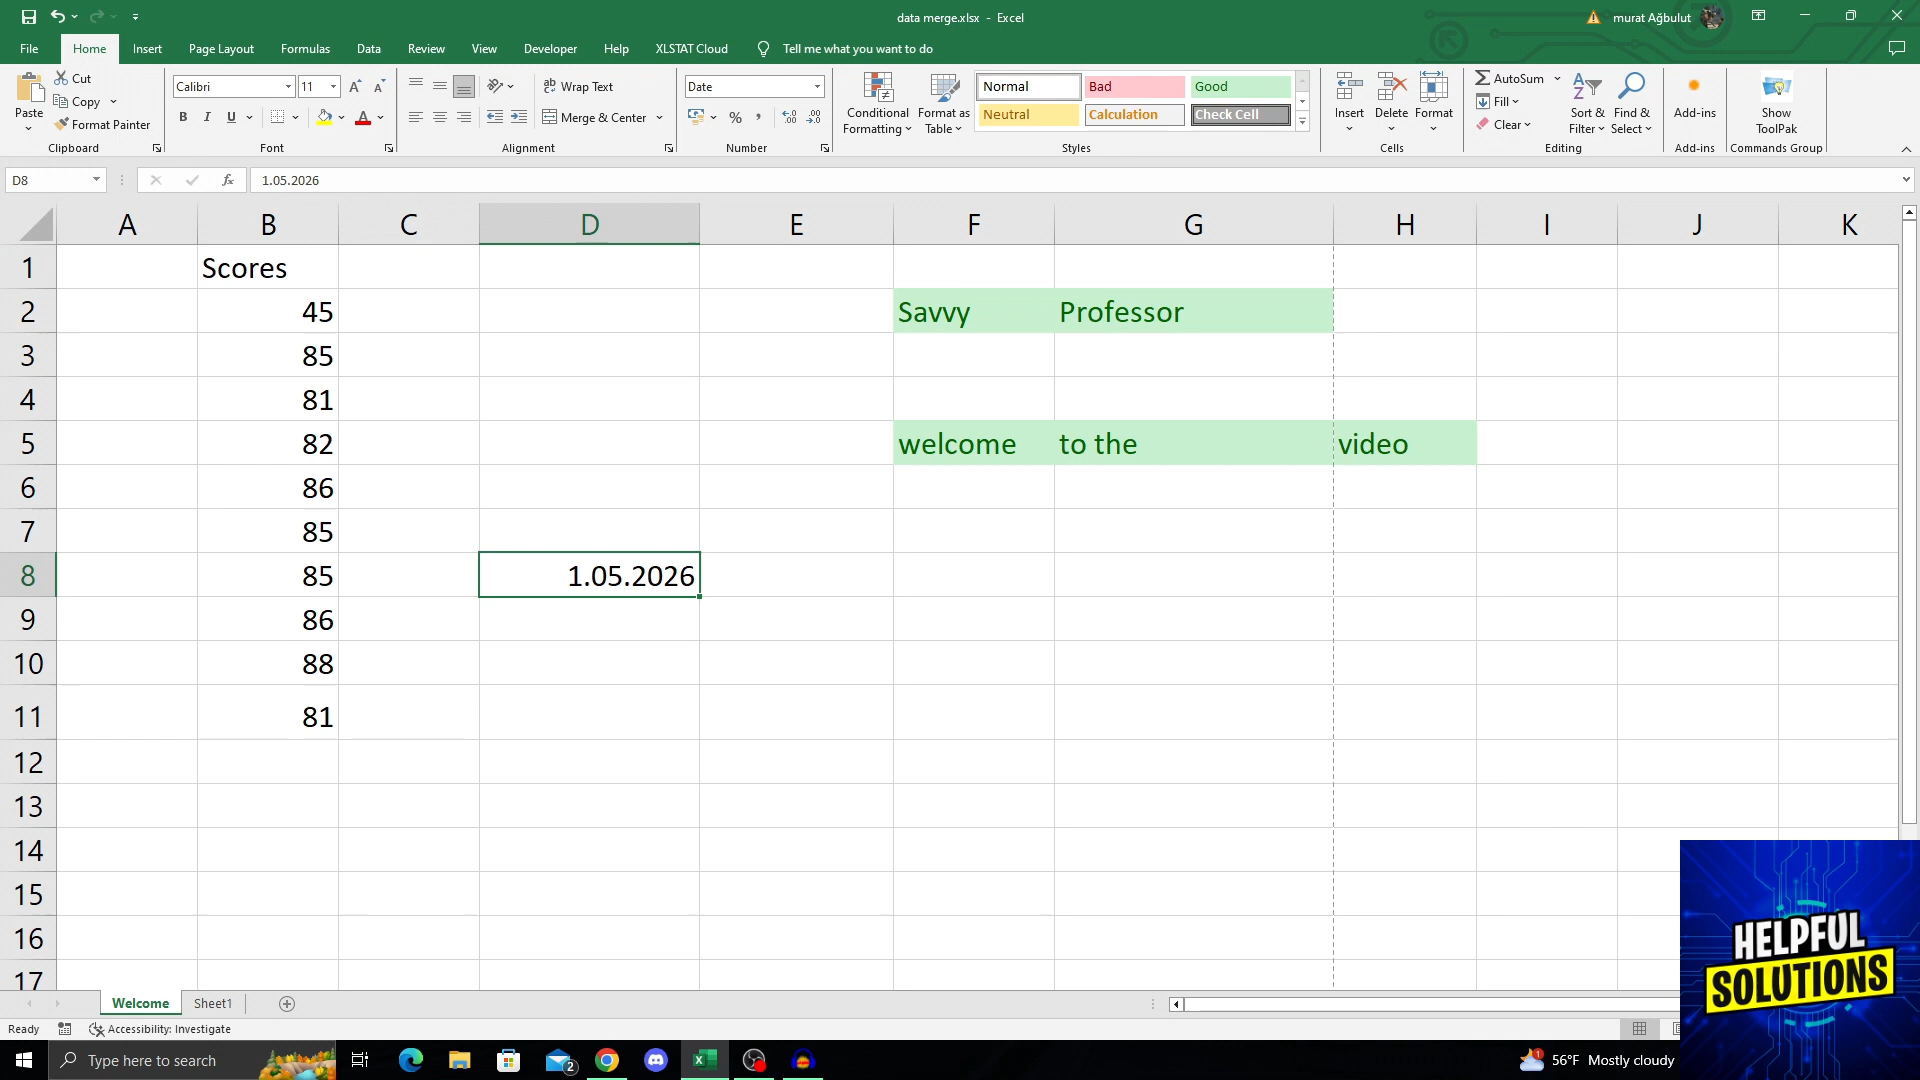 data merge.xlsx - Excel
murat Ağbulut
File Home Insert Page Layout Formulas Data Review View Developer Help XLSTAT Cloud Tell me what you want to do
Paste
Cut
Copy
Format Painter
Clipboard
Calibri 11
B I U
Font
Wrap Text
Merge & Center
Alignment
Date
Number
Conditional Formatting
Format as Table
Normal Bad Good
Neutral Calculation Check Cell
Styles
Insert Delete Format
Cells
AutoSum
Fill
Clear
Sort & Filter
Find & Select
Editing
Add-ins
Add-ins
Show ToolPak
Commands Group
D8 fx 1.05.2026
A B C D E F G H I J K
1 Scores
2 45 Savvy Professor
3 85
4 81
5 82 welcome to the video
6 86
7 85
8 85 1.05.2026
9 86
10 88
11 81
12
13
14
15
16
17
Welcome Sheet1
Ready Accessibility: Investigate
Type here to search
2
1 56°F Mostly cloudy
HELPFUL
SOLUTIONS